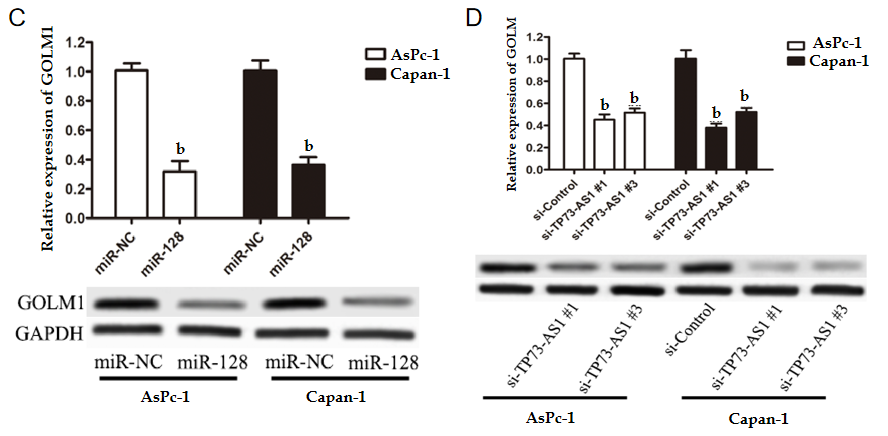 C
Relative expression of GOLM1
1.2
1.0
0.8
0.6
0.4
0.2
0.0
AsPc-1
Capan-1
b
b
miR-NC
miR-128
miR-NC
miR-128
GOLM1
GAPDH
miR-NC miR-128 miR-NC miR-128
AsPc-1 Capan-1
D
Relative expression of GOLM
1.2
1.0
0.8
0.6
0.4
0.2
0.0
AsPc-1
Capan-1
b
b
b
b
si-Control
si-TP73-AS1 #1
si-TP73-AS1 #3
si-Control
si-TP73-AS1 #1
si-TP73-AS1 #3
si-TP73-AS1 #1
si-TP73-AS1 #3
si-Control
si-TP73-AS1 #1
si-TP73-AS1 #3
AsPc-1 Capan-1